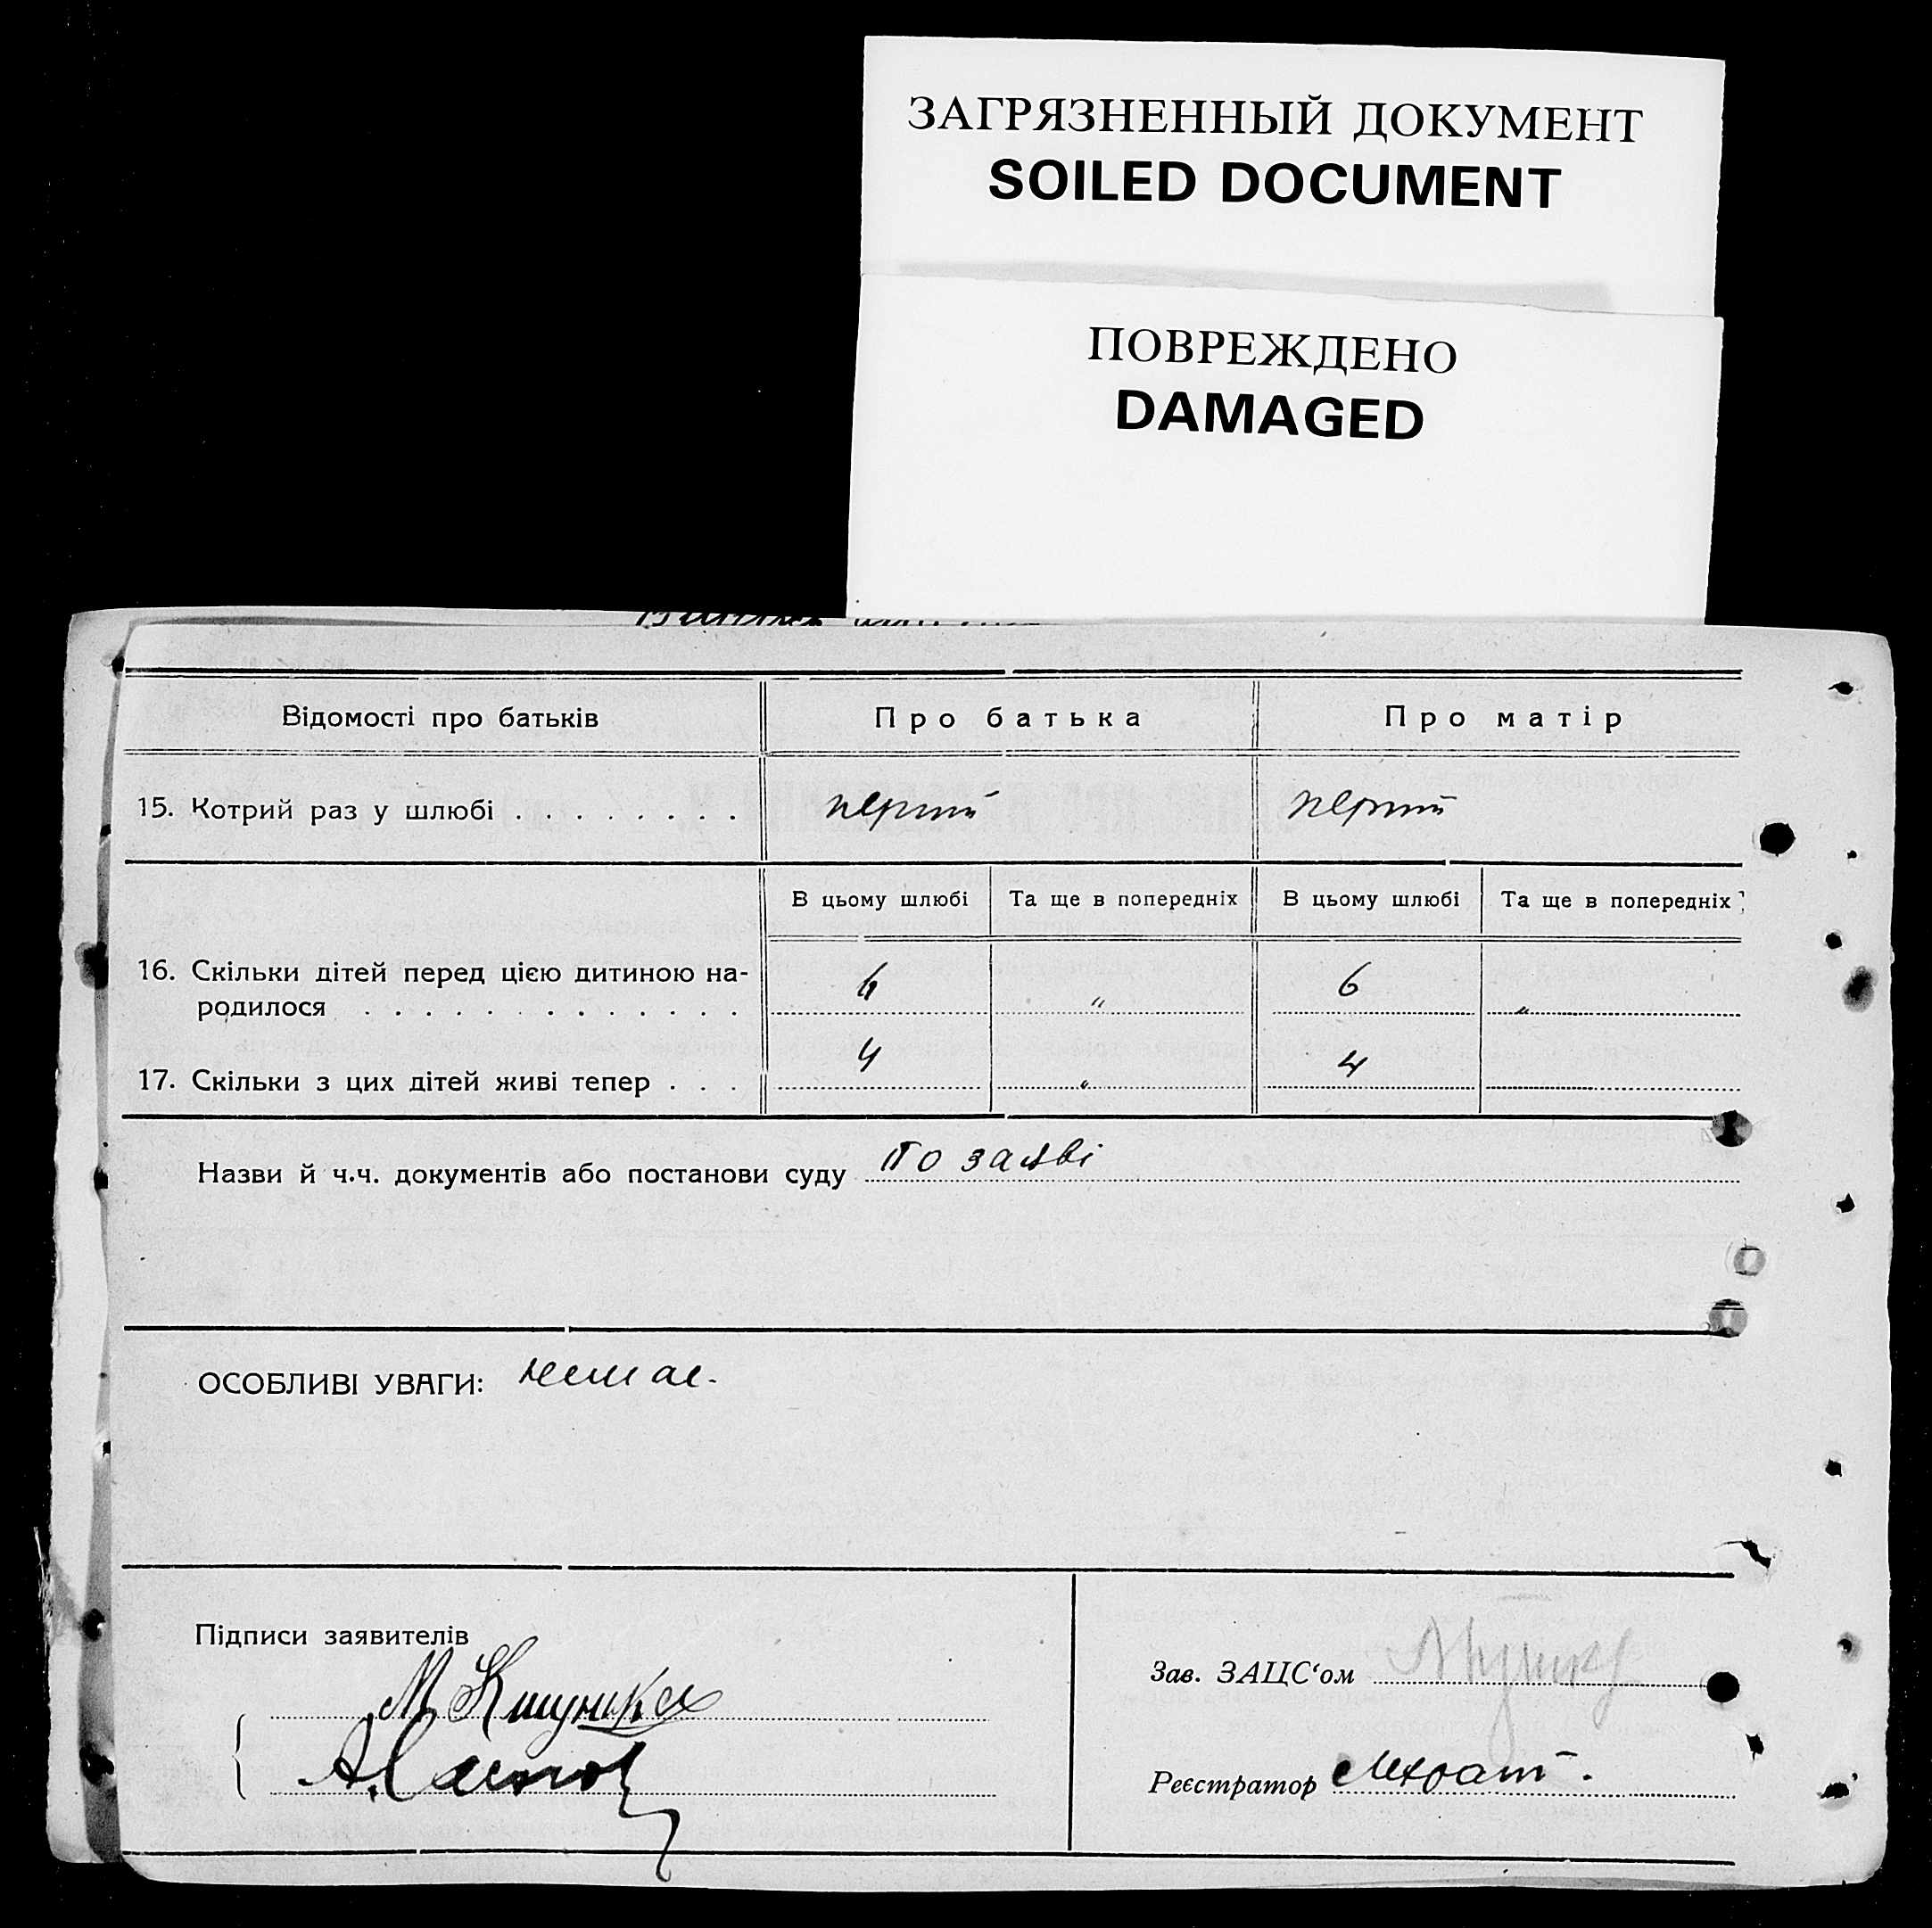 ЗАГРЯЗНЕННЫЙ ДОКУМЕНТ
SOILED DOCUMENT
ПОВРЕЖДЕНО
DAMAGED
Відомості про батьків Про батька Про матір
15. Котрий раз у шлюбі . . . . . . . . перший перший
В цьому шлюбі Та ще в попередніх В цьому шлюбі Та ще в попередніх
16. Скільки дітей перед цією дитиною на-
родилося . . . . . . . . . . . . . 6 " 6 "
17. Скільки з цих дітей живі тепер . . . 4 " 4
Назви й ч.ч. документів або постанови суду По заяві
ОСОБЛИВІ УВАГИ: немає.
Підписи заявителів
М
А.
Зав. ЗАЦС‘ом
Реєстратор